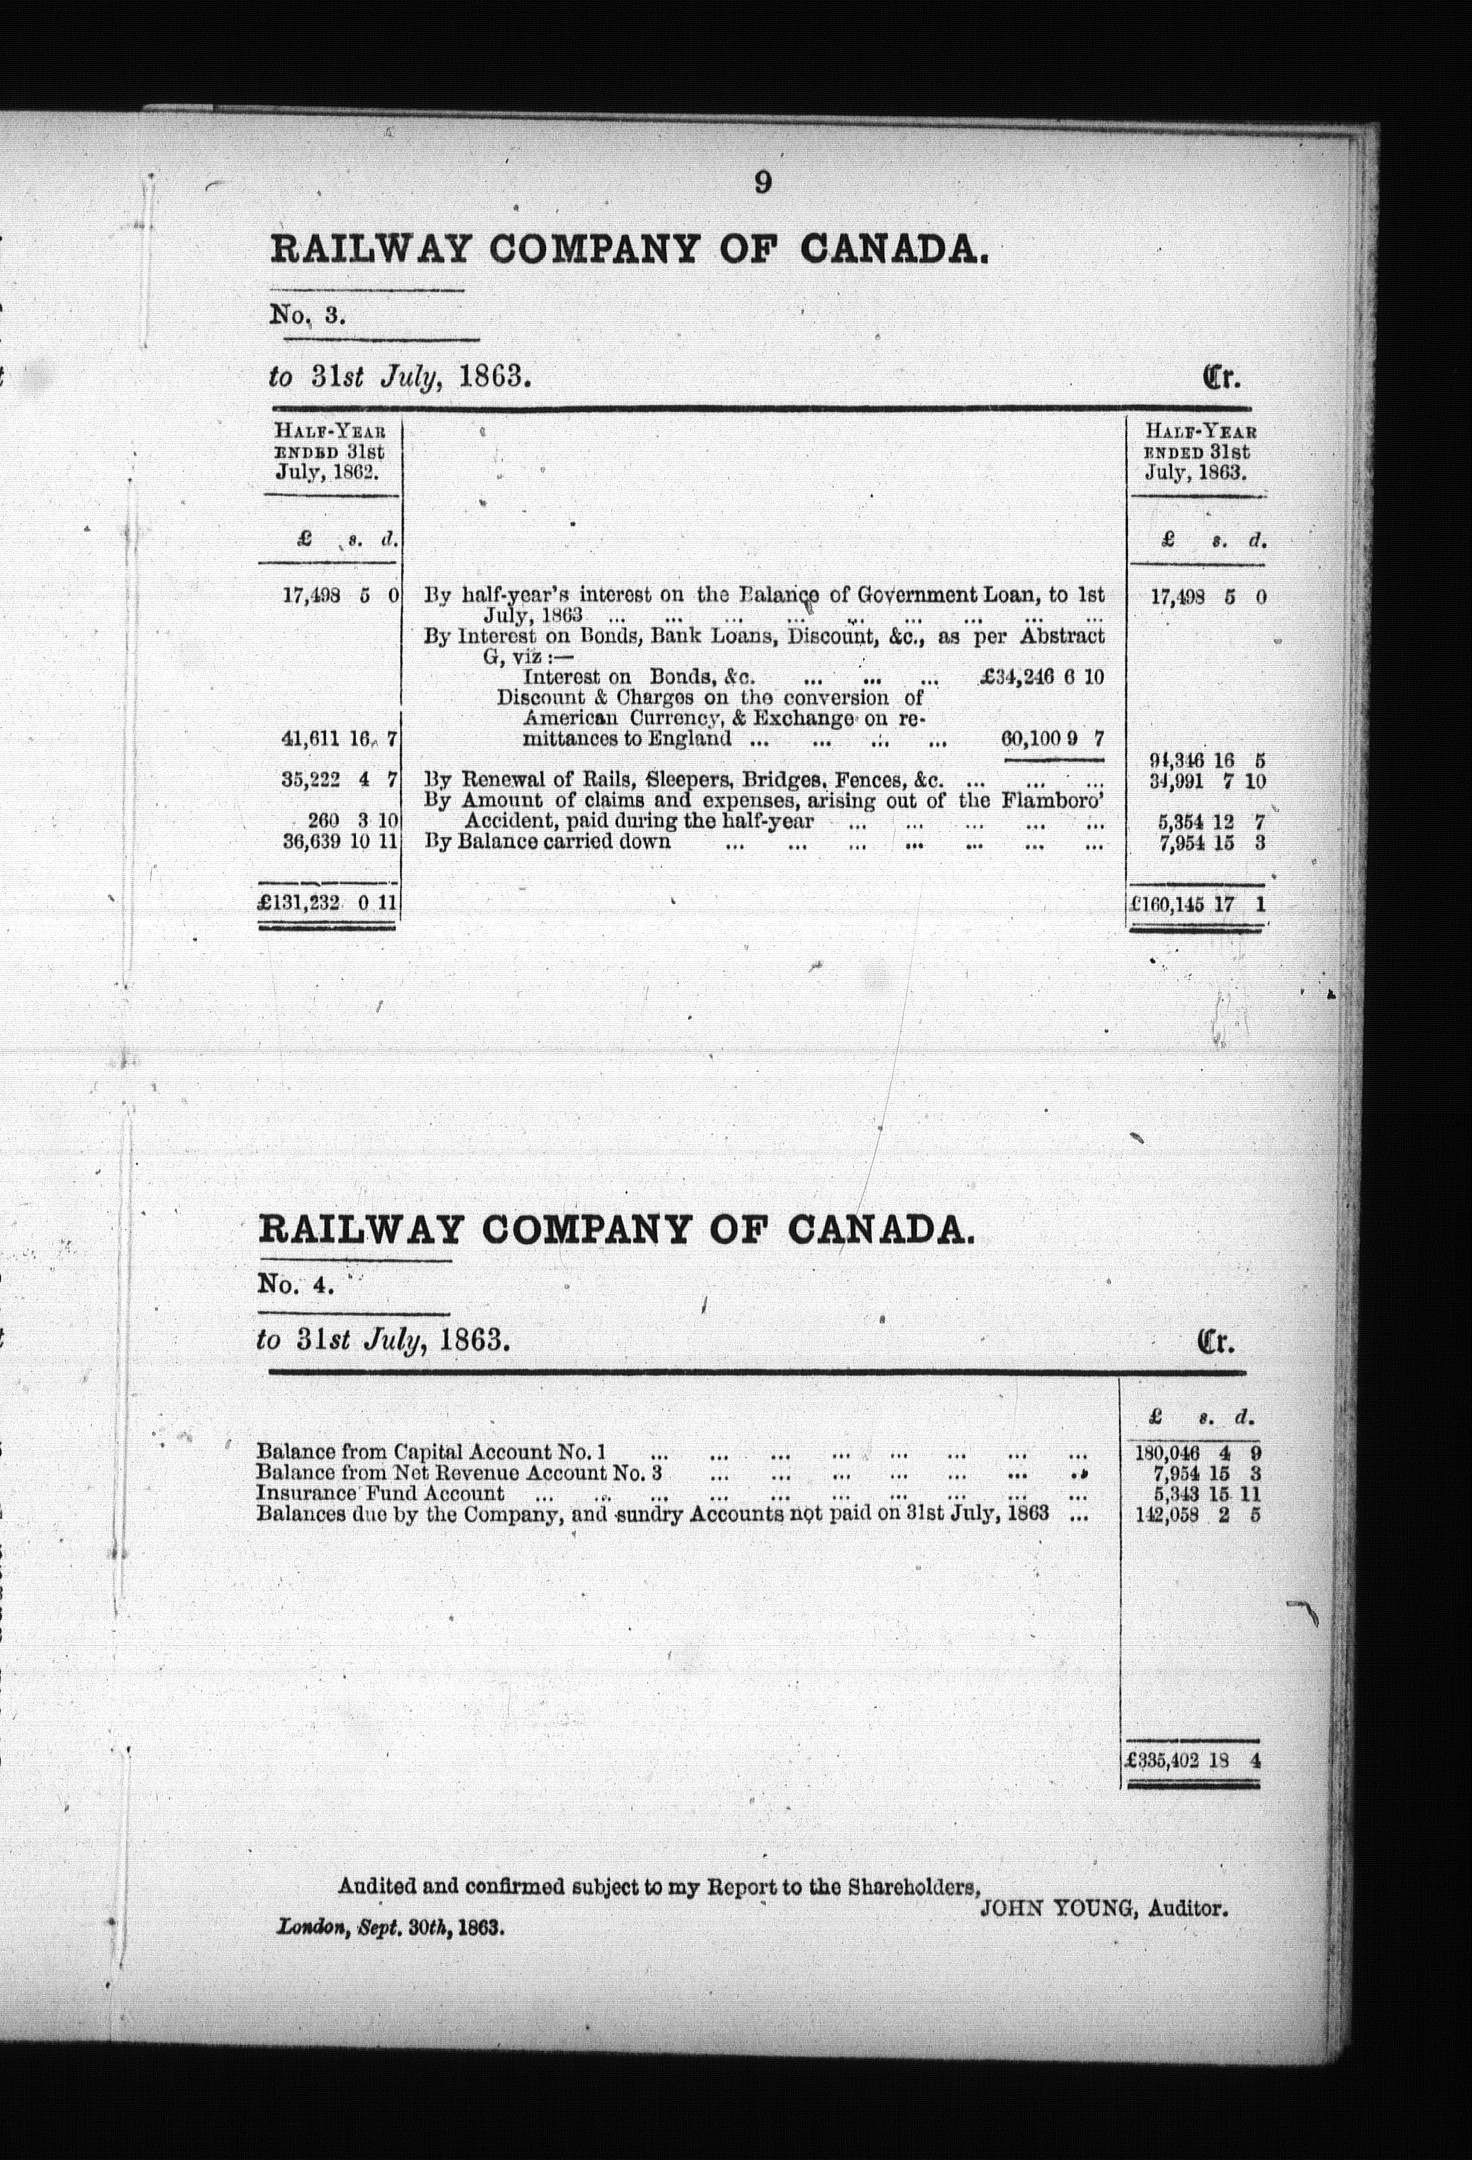 9
RAILWAY COMPANY OF CANADA.
No. 3.
to 31st July, 1863. Cr.
HALF-YEAR ENDED 31st July, 1862.
HALF-YEAR ENDED 31st July, 1863.
£ s. d. £ s. d.
17,498 5 0 By half-year's interest on the Balance of Government Loan, to 1st 17,498 5 0
July, 1863 ... ... ... ... ... ... ... ... ...
By Interest on Bonds, Bank Loans, Discount, &c., as per Abstract
G, viz :—
Interest on Bonds, &c. ... ... ... £34,246 6 10
Discount & Charges on the conversion of
American Currency, & Exchange on re-
41,611 16 7 mittances to England ... ... ... ... 60,100 9 7
94,346 16 5
35,222 4 7 By Renewal of Rails, Sleepers, Bridges, Fences, &c. ... ... ... 34,991 7 10
By Amount of claims and expenses, arising out of the Flamboro'
260 3 10 Accident, paid during the half-year ... ... ... ... ... 5,354 12 7
36,639 10 11 By Balance carried down ... ... ... ... ... ... ... 7,954 15 3
£131,232 0 11 £160,145 17 1
RAILWAY COMPANY OF CANADA.
No. 4.
to 31st July, 1863. Cr.
£ s. d.
Balance from Capital Account No. 1 ... ... ... ... ... ... ... ... 180,046 4 9
Balance from Net Revenue Account No. 3 ... ... ... ... ... ... ... 7,954 15 3
Insurance Fund Account ... ... ... ... ... ... ... ... ... ... 5,343 15 11
Balances due by the Company, and sundry Accounts not paid on 31st July, 1863 ... 142,058 2 5
£335,402 18 4
Audited and confirmed subject to my Report to the Shareholders,
JOHN YOUNG, Auditor.
London, Sept. 30th, 1863.